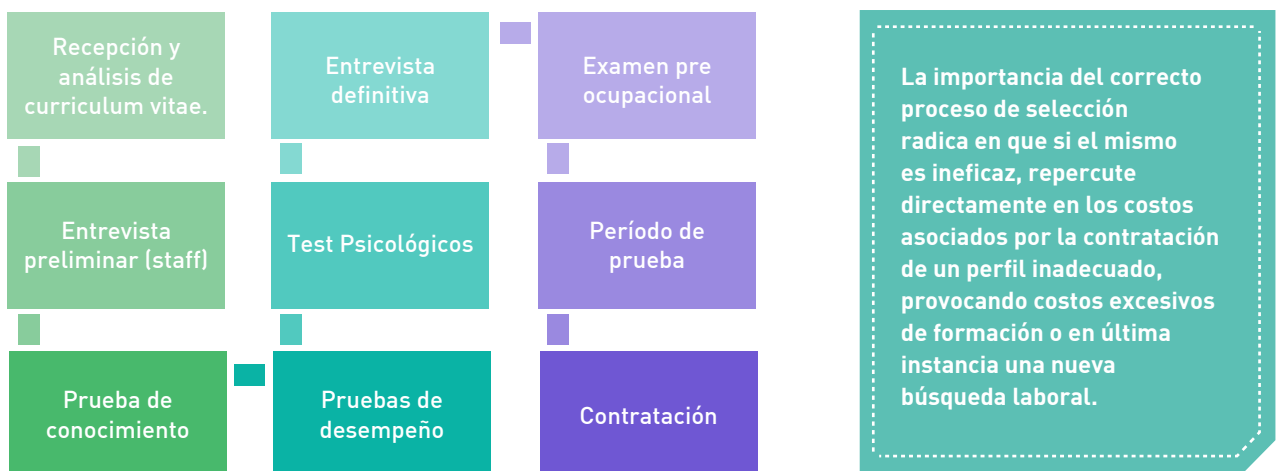 Recepción y
análisis de
curriculum vitae.
Entrevista
preliminar (staff)
Prueba de
conocimiento
Pruebas de
desempeño
Test Psicológicos
Entrevista
definitiva
Examen pre
ocupacional
Período de
prueba
Contratación
La importancia del correcto
proceso de selección
radica en que si el mismo
es ineficaz, repercute
directamente en los costos
asociados por la contratación
de un perfil inadecuado,
provocando costos excesivos
de formación o en última
instancia una nueva
búsqueda laboral.